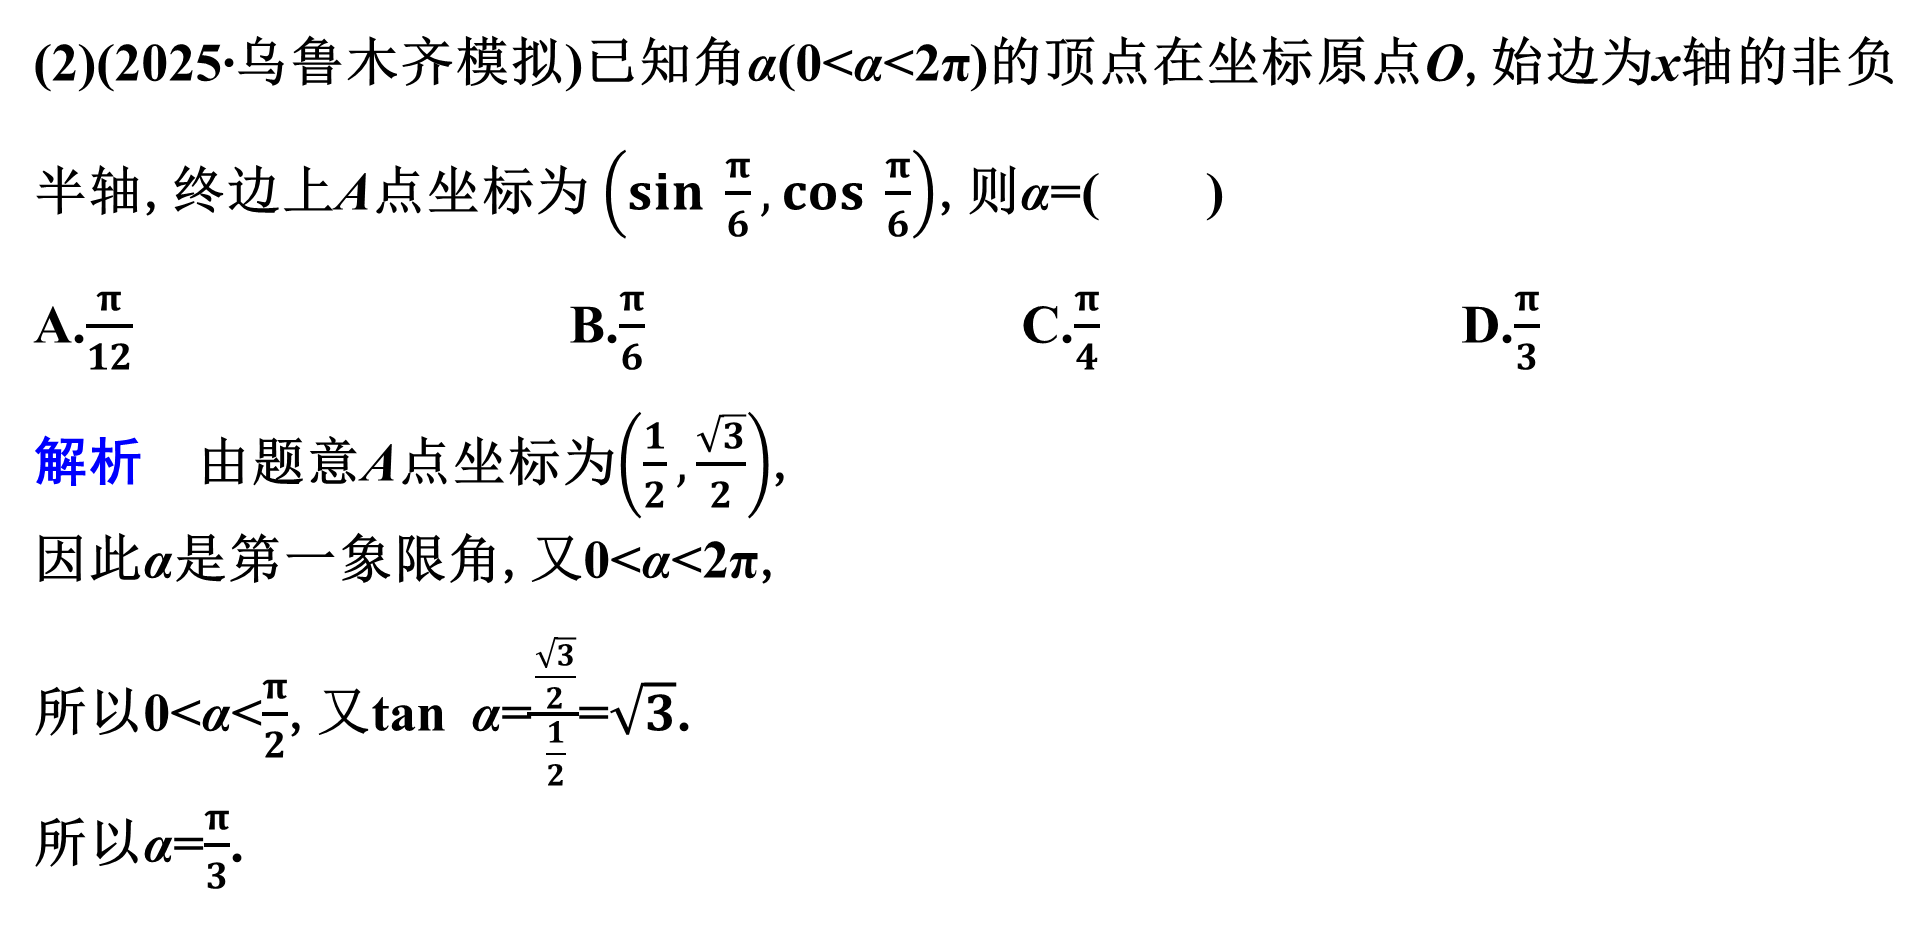 (2)(2025·乌鲁木齐模拟)已知角α(0<α<2π)的顶点在坐标原点O, 始边为x轴的非负
半轴, 终边上A点坐标为(sin π/6, cos π/6), 则α=(  )
A.π/12 B.π/6 C.π/4 D.π/3
解析 由题意A点坐标为(1/2, √3/2),
因此α是第一象限角, 又0<α<2π,
所以0<α<π/2, 又tan α=(√3/2)/(1/2)=√3.
所以α=π/3.